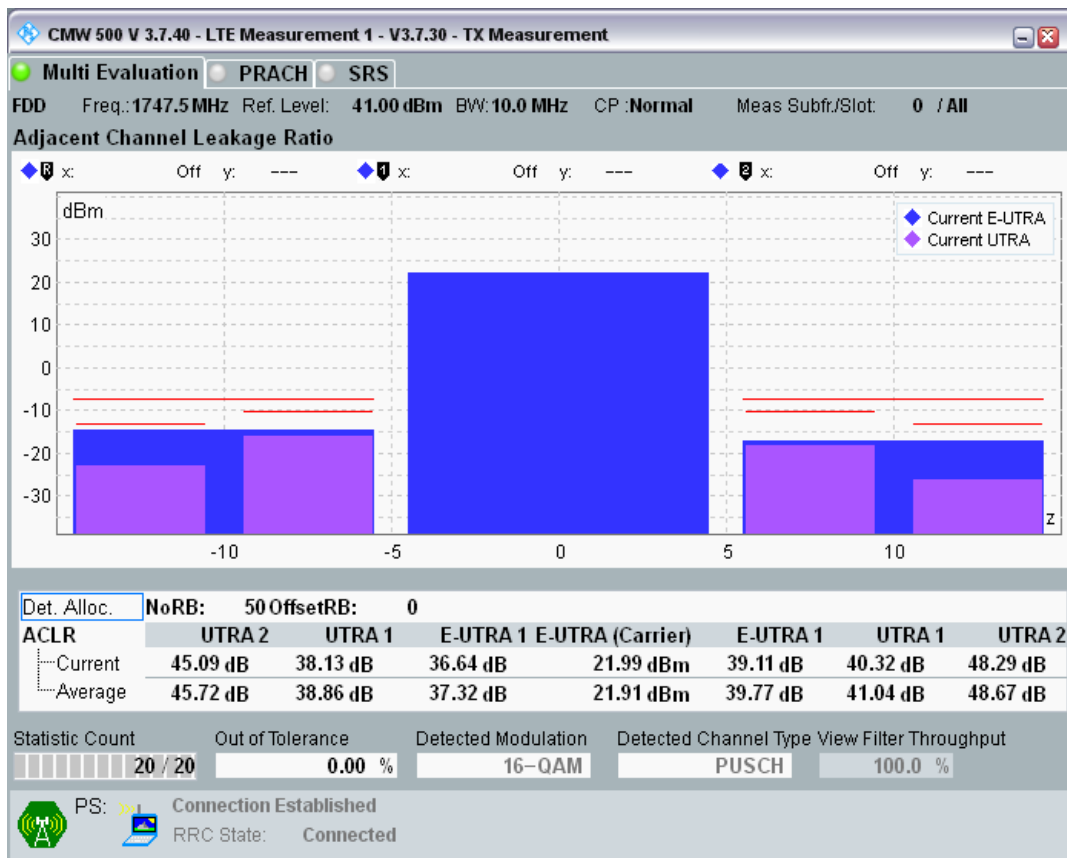 CMW 500 V 3.7.40 - LTE Measurement 1 - V3.7.30 - TX Measurement
Multi Evaluation PRACH SRS
FDD Freq.:1747.5 MHz Ref. Level: 41.00 dBm BW:10.0 MHz CP :Normal Meas Subfr./Slot: 0 / All
Adjacent Channel Leakage Ratio
R x: Off y: --- 1 x: Off y: --- 2 x: Off y: ---
dBm
Current E-UTRA
Current UTRA
30
20
10
0
-10
-20
-30
z
-10 -5 0 5 10
Det. Alloc. NoRB: 50 OffsetRB: 0
ACLR UTRA 2 UTRA 1 E-UTRA 1 E-UTRA (Carrier) E-UTRA 1 UTRA 1 UTRA 2
Current 45.09 dB 38.13 dB 36.64 dB 21.99 dBm 39.11 dB 40.32 dB 48.29 dB
Average 45.72 dB 38.86 dB 37.32 dB 21.91 dBm 39.77 dB 41.04 dB 48.67 dB
Statistic Count Out of Tolerance Detected Modulation Detected Channel Type View Filter Throughput
20 / 20 0.00 % 16-QAM PUSCH 100.0 %
PS: Connection Established
RRC State: Connected